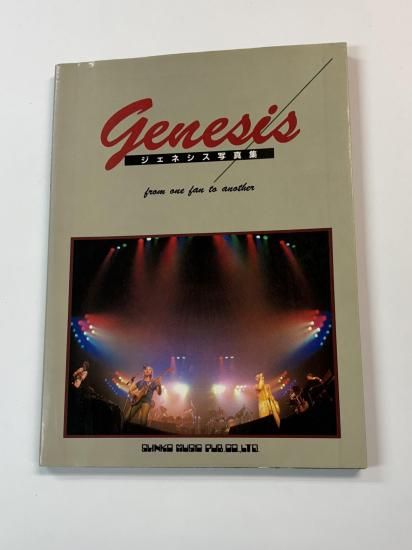 Genesis
ジェネシス写真集
from one fan to another
SHINKO MUSIC PUB.CO.,LTD.